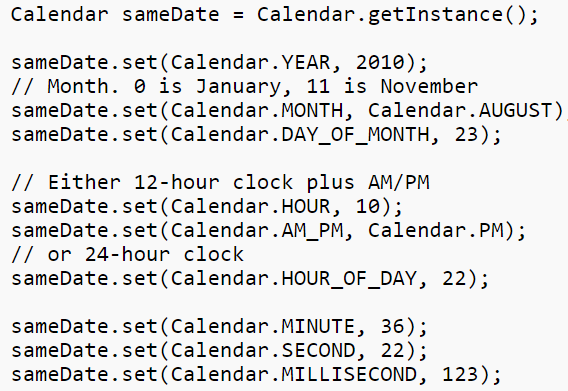 Calendar sameDate = Calendar.getInstance();
sameDate.set(Calendar.YEAR, 2010);
// Month. 0 is January, 11 is November
sameDate.set(Calendar.MONTH, Calendar.AUGUST)
sameDate.set(Calendar.DAY_OF_MONTH, 23);
// Either 12-hour clock plus AM/PM
sameDate.set(Calendar.HOUR, 10);
sameDate.set(Calendar.AM_PM, Calendar.PM);
// or 24-hour clock
sameDate.set(Calendar.HOUR_OF_DAY, 22);
sameDate.set(Calendar.MINUTE, 36);
sameDate.set(Calendar.SECOND, 22);
sameDate.set(Calendar.MILLISECOND, 123);